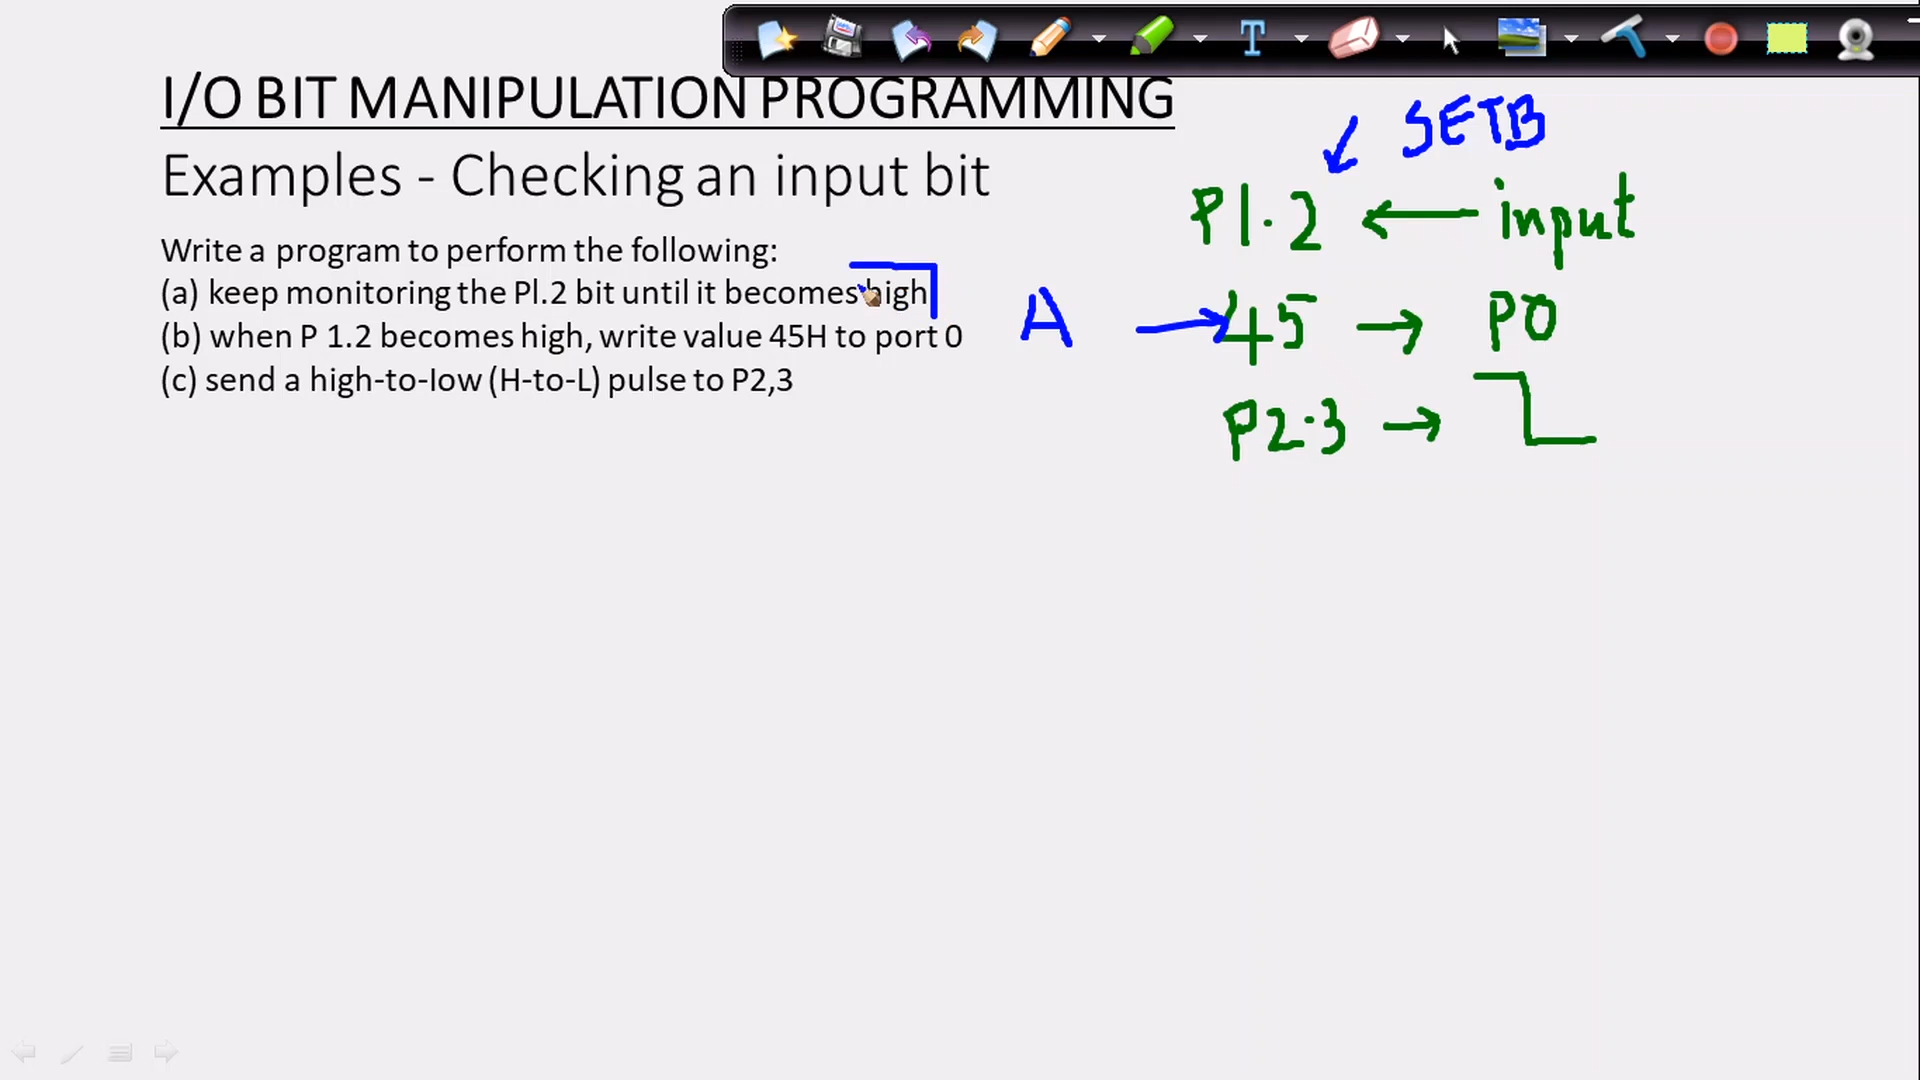 I/O BIT MANIPULATION PROGRAMMING
SETB
Examples - Checking an input bit
P1.2 ← input
Write a program to perform the following:
(a) keep monitoring the Pl.2 bit until it becomes high
A → 45 → P0
(b) when P 1.2 becomes high, write value 45H to port 0
(c) send a high-to-Iow (H-to-L) pulse to P2,3
P2.3 →